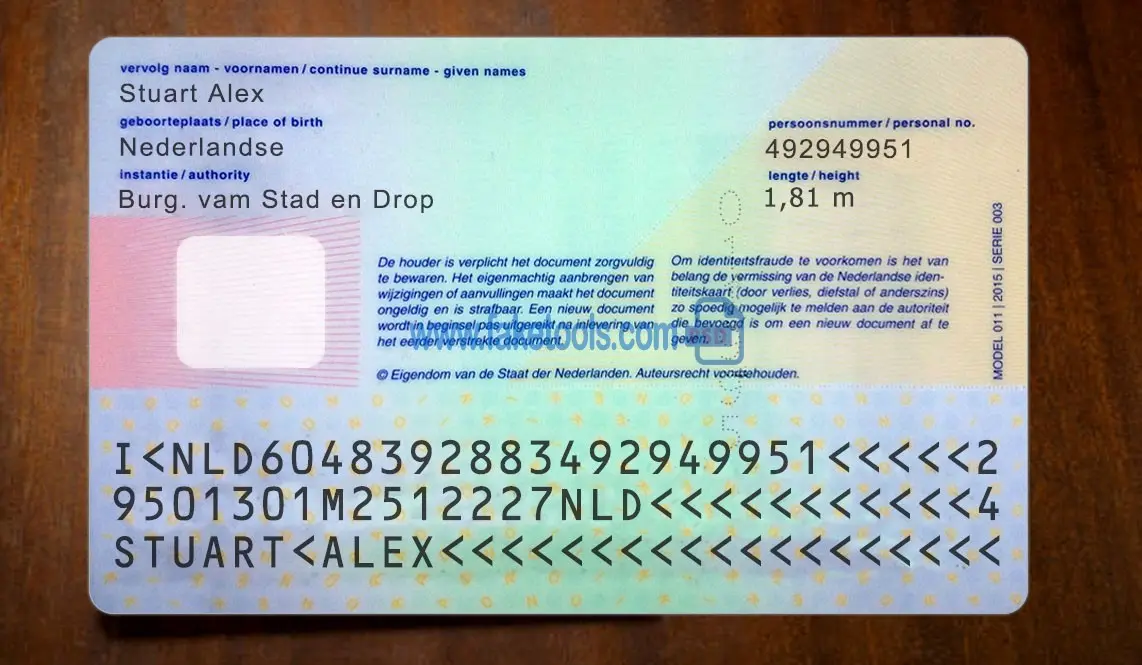 vervolg naam - voornamen / continue surname - given names
Stuart Alex
geboorteplaats / place of birth
Nederlandse
instantie / authority
Burg. vam Stad en Drop
persoonsnummer / personal no.
492949951
lengte / height
1,81 m
De houder is verplicht het document zorgvuldig
te bewaren. Het eigenmachtig aanbrengen van
wijzigingen of aanvullingen maakt het document
ongeldig en is strafbaar. Een nieuw document
wordt in beginsel pas uitgereikt na inlevering van
het eerder verstrekte document.
Om identiteitsfraude te voorkomen is het van
belang de vermissing van de Nederlandse iden-
titeitskaart (door verlies, diefstal of anderszins)
zo spoedig mogelijk te melden aan de autoriteit
die bevoegd is om een nieuw document af te
geven.
© Eigendom van de Staat der Nederlanden. Auteursrecht voorbehouden.
www.faketools.com
PSD
MODEL 011 | 2015 | SERIE 003
I<NLD6048392883492949951<<<<<2
9501301M2512227NLD<<<<<<<<<<<4
STUART<ALEX<<<<<<<<<<<<<<<<<<<